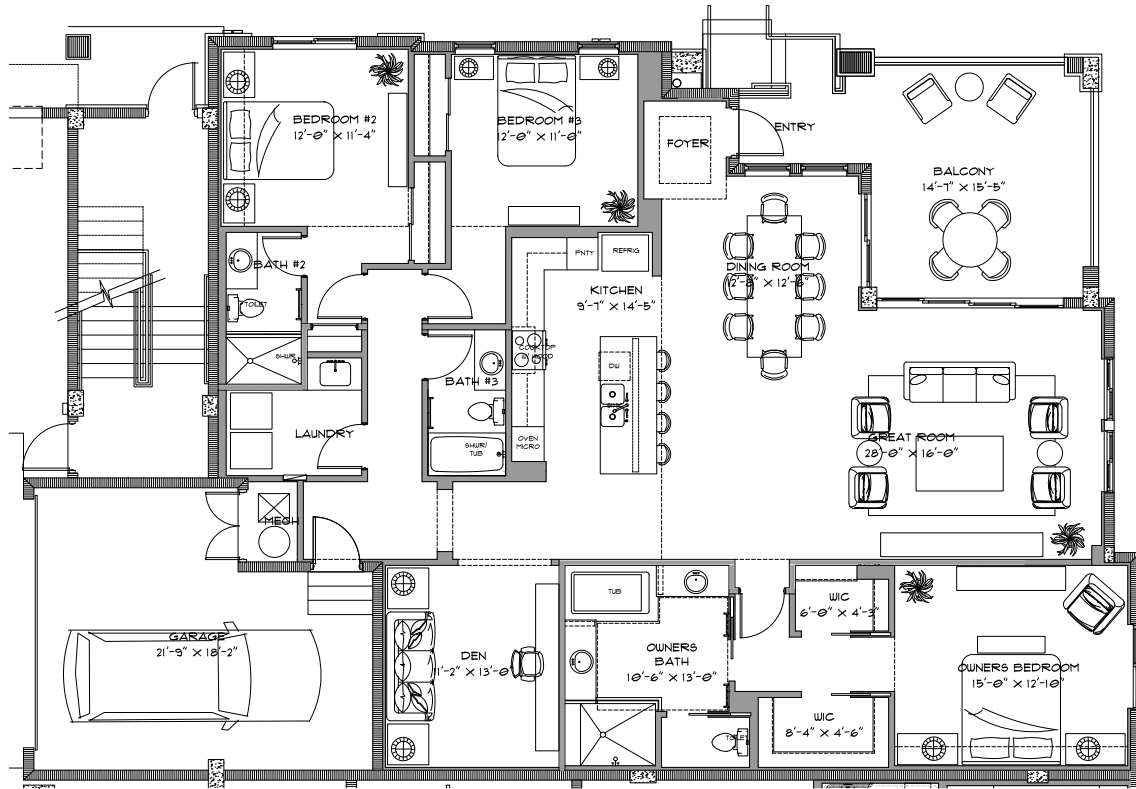 BEDROOM #2
12'-0" X 11'-4"
BEDROOM #3
12'-0" X 11'-0"
FOYER
ENTRY
BALCONY
14'-7" X 15'-5"
BATH #2
TOILET
SHWR
PNTY
REFRIG
KITCHEN
9'-7" X 14'-5"
DINING ROOM
12'-8" X 12'-6"
COOKTOP
W/ HOOD
DW
BATH #3
SHWR/
TUB
OVEN
MICRO
LAUNDRY
GREAT ROOM
28'-0" X 16'-0"
MECH
GARAGE
21'-9" X 18'-2"
DEN
11'-2" X 13'-0"
TUB
OWNERS
BATH
10'-6" X 13'-0"
WIC
6'-0" X 4'-3"
WIC
8'-4" X 4'-6"
TOILET
OWNERS BEDROOM
15'-0" X 12'-10"